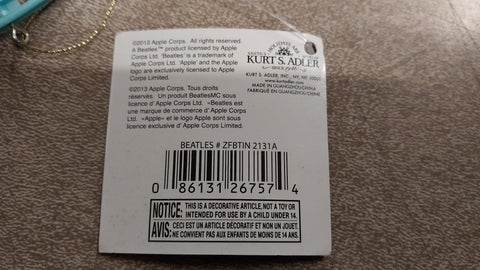 ©2013 Apple Corps. All rights reserved.
A Beatles™ product licensed by Apple
Corps Ltd. 'Beatles' is a trademark of
Apple Corps Ltd. 'Apple' and the Apple
logo are exclusively licensed to Apple
Corps Limited.
©2013 Apple Corps. Tous droits
réservés. Un produit BeatlesMC sous
licence d' Apple Corps Ltd. «Beatles est
une marque de commerce d' Apple Corps
Ltd. «Apple» et le logo Apple sont sous
licence exclusive d' Apple Corps Limited.
HOLIDAYS ARE
KURT S. ADLER
SINCE 1946
KURT S. ADLER, INC., NY, NY 10001
www.kurtadler.com
MADE IN GUANGZHOU/CHINA
FABRIQUÉ EN GUANGZHOU/CHINE
BEATLES # ZFBTIN 2131A
0 86131 26757 4
NOTICE: THIS IS A DECORATIVE ARTICLE, NOT A TOY OR
INTENDED FOR USE BY A CHILD UNDER 14.
AVIS: CECI EST UN ARTICLE DÉCORATIF ET NON UN JOUET.
NE CONVIENT PAS AUX ENFANTS DE MOINS DE 14 ANS.